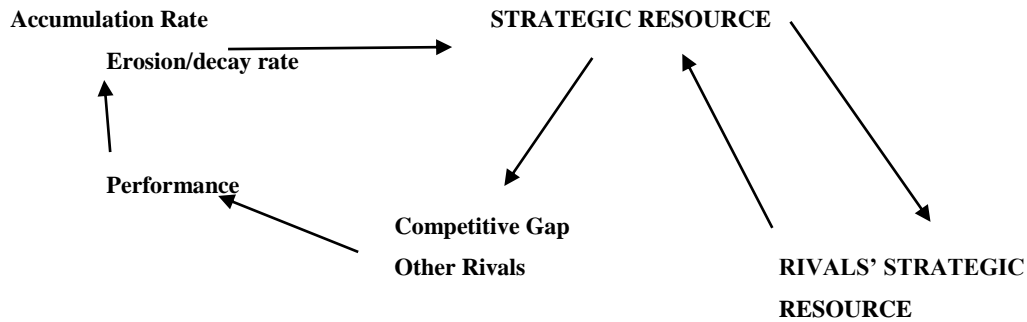 Accumulation Rate
STRATEGIC RESOURCE
Erosion/decay rate
Performance
Competitive Gap
Other Rivals
RIVALS’ STRATEGIC
RESOURCE